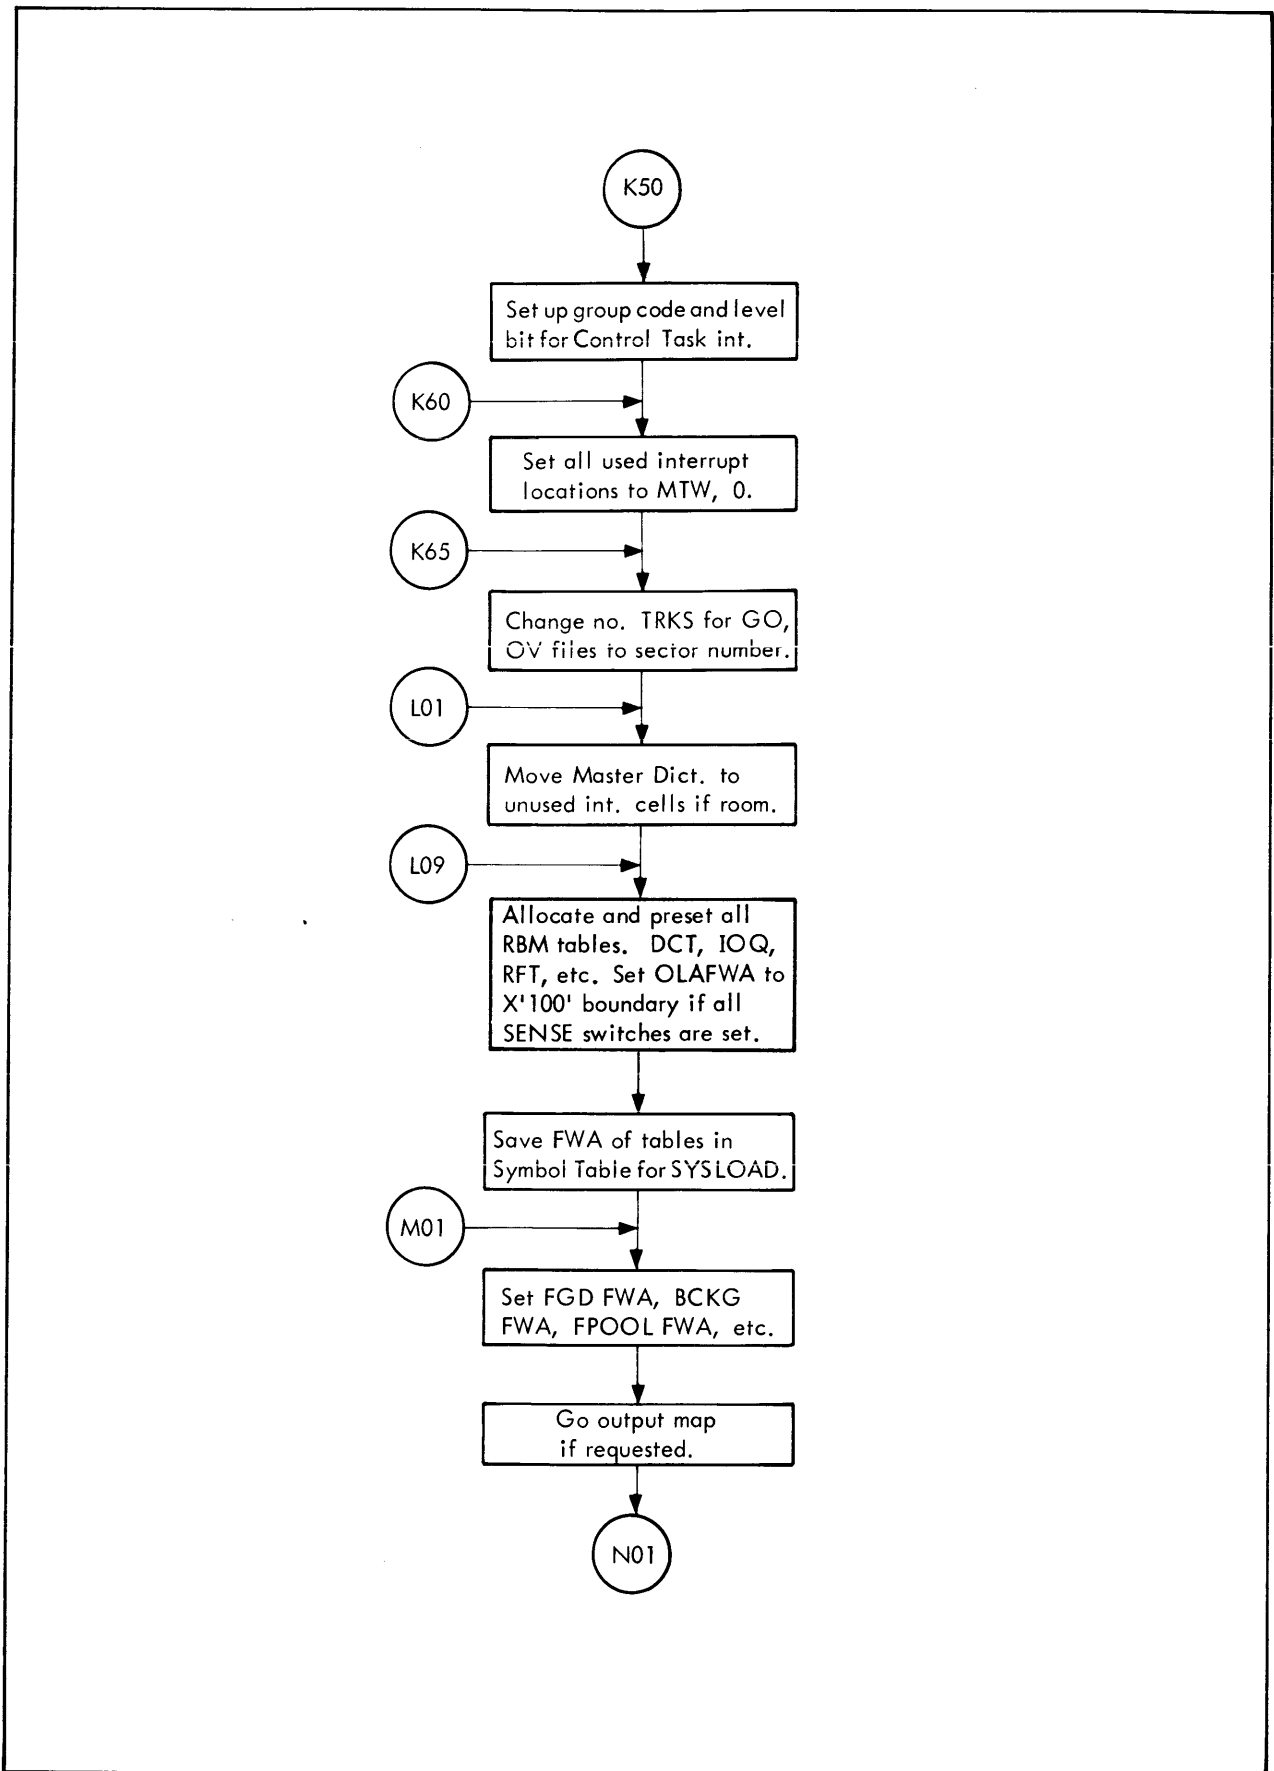 K50
Set up group code and level
bit for Control Task int.
K60
Set all used interrupt
locations to MTW, 0.
K65
Change no. TRKS for GO,
OV files to sector number.
L01
Move Master Dict. to
unused int. cells if room.
L09
Allocate and preset all
RBM tables. DCT, IOQ,
RFT, etc. Set OLAFWA to
X'100' boundary if all
SENSE switches are set.
Save FWA of tables in
Symbol Table for SYSLOAD.
M01
Set FGD FWA, BCKG
FWA, FPOOL FWA, etc.
Go output map
if requested.
N01